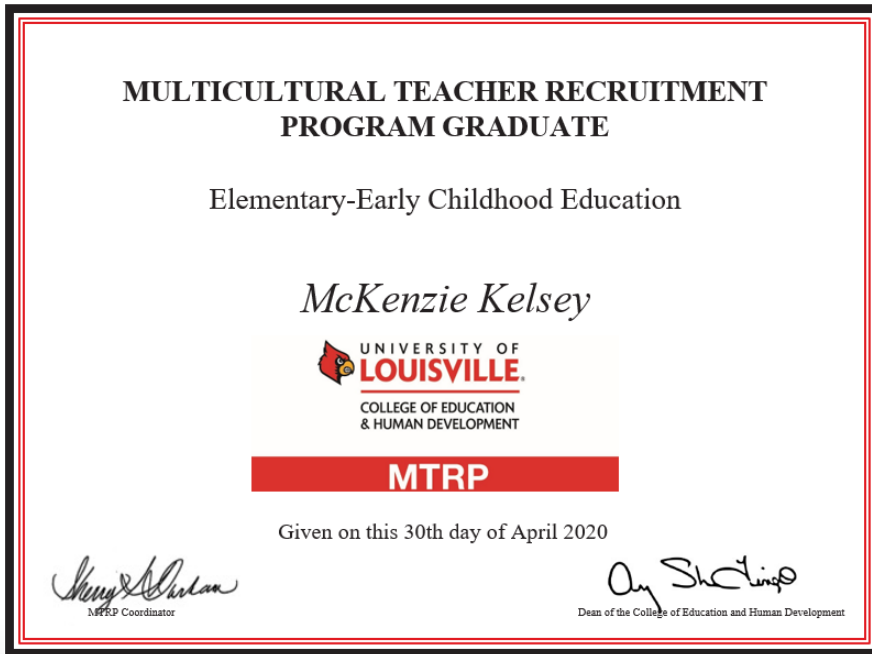 MULTICULTURAL TEACHER RECRUITMENT
PROGRAM GRADUATE
Elementary-Early Childhood Education
McKenzie Kelsey
UNIVERSITY OF
LOUISVILLE.
COLLEGE OF EDUCATION
& HUMAN DEVELOPMENT
MTRP
Given on this 30th day of April 2020
MTRP Coordinator
Dean of the College of Education and Human Development